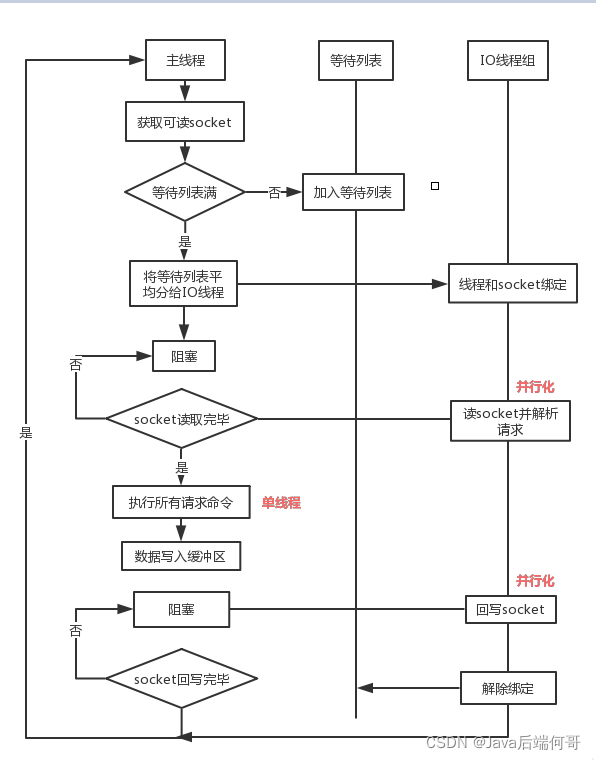 主线程
等待列表
IO线程组
获取可读socket
等待列表满
否
加入等待列表
是
将等待列表平
均分给IO线程
线程和socket绑定
阻塞
否
并行化
socket读取完毕
读socket并解析
请求
是
是
执行所有请求命令
单线程
数据写入缓冲区
并行化
阻塞
回写socket
否
socket回写完毕
解除绑定
CSDN @Java后端何哥